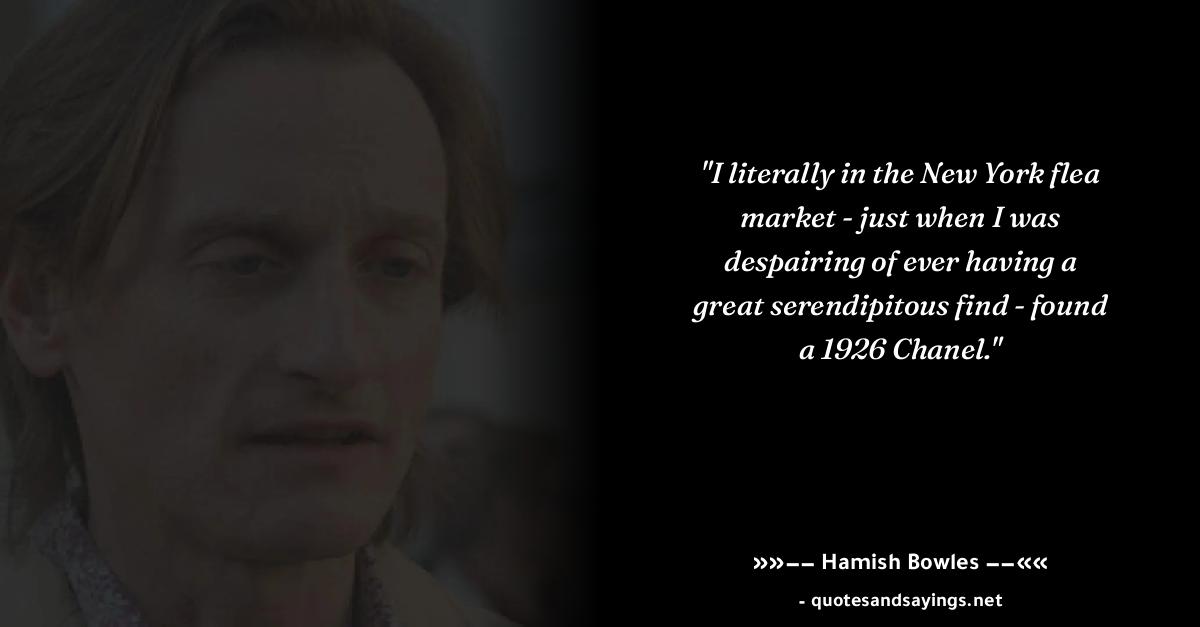 "I literally in the New York flea
market - just when I was
despairing of ever having a
great serendipitous find - found
a 1926 Chanel."
»»−− Hamish Bowles −−««
- quotesandsayings.net